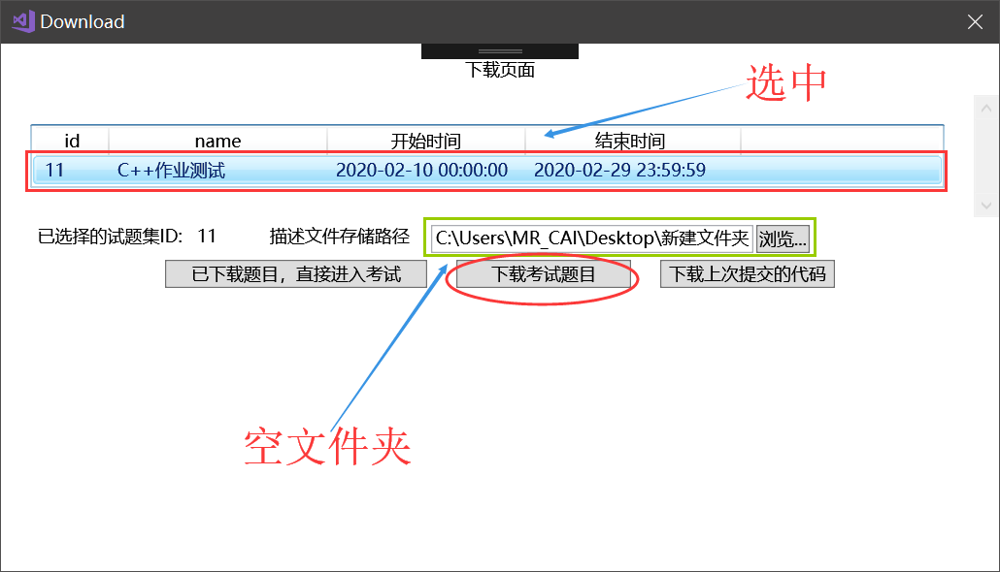 Download
下载页面
选中
id name 开始时间 结束时间
11 C++作业测试 2020-02-10 00:00:00 2020-02-29 23:59:59
已选择的试题集ID: 11 描述文件存储路径 C:\Users\MR_CAI\Desktop\新建文件夹 浏览...
已下载题目，直接进入考试 下载考试题目 下载上次提交的代码
空文件夹